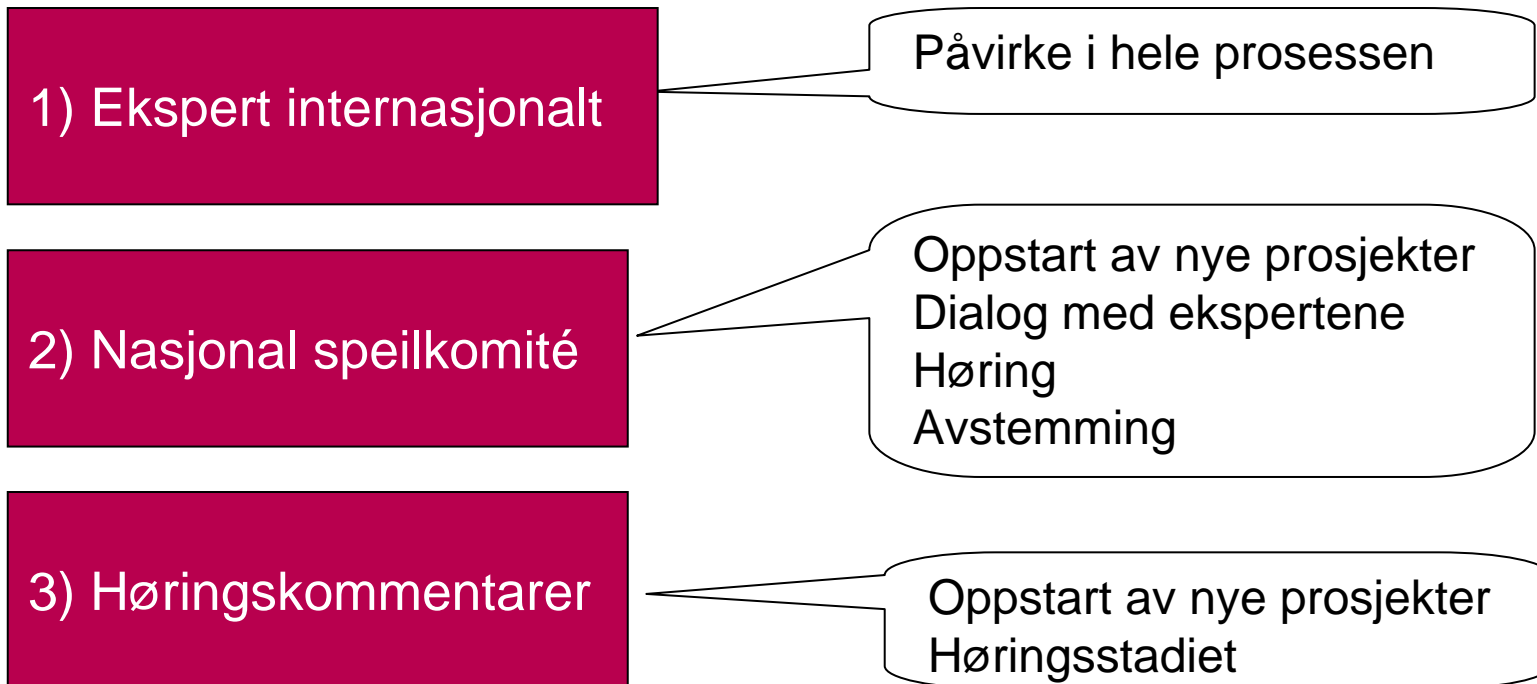 1) Ekspert internasjonalt
Påvirke i hele prosessen
2) Nasjonal speilkomité
Oppstart av nye prosjekter
Dialog med ekspertene
Høring
Avstemming
3) Høringskommentarer
Oppstart av nye prosjekter
Høringsstadiet